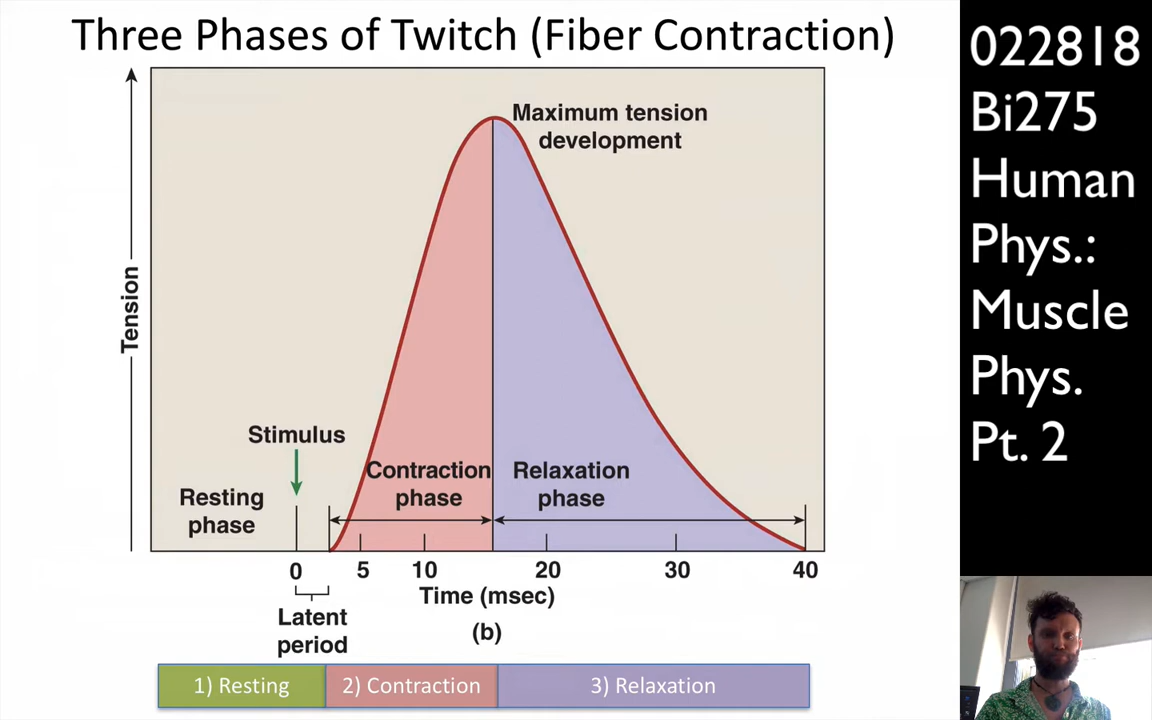 Three Phases of Twitch (Fiber Contraction)
Maximum tension
development
Tension
Stimulus
Resting
phase
Contraction
phase
Relaxation
phase
0
5
10
20
30
40
Time (msec)
Latent
period
(b)
1) Resting
2) Contraction
3) Relaxation
022818
Bi275
Human
Phys.:
Muscle
Phys.
Pt. 2